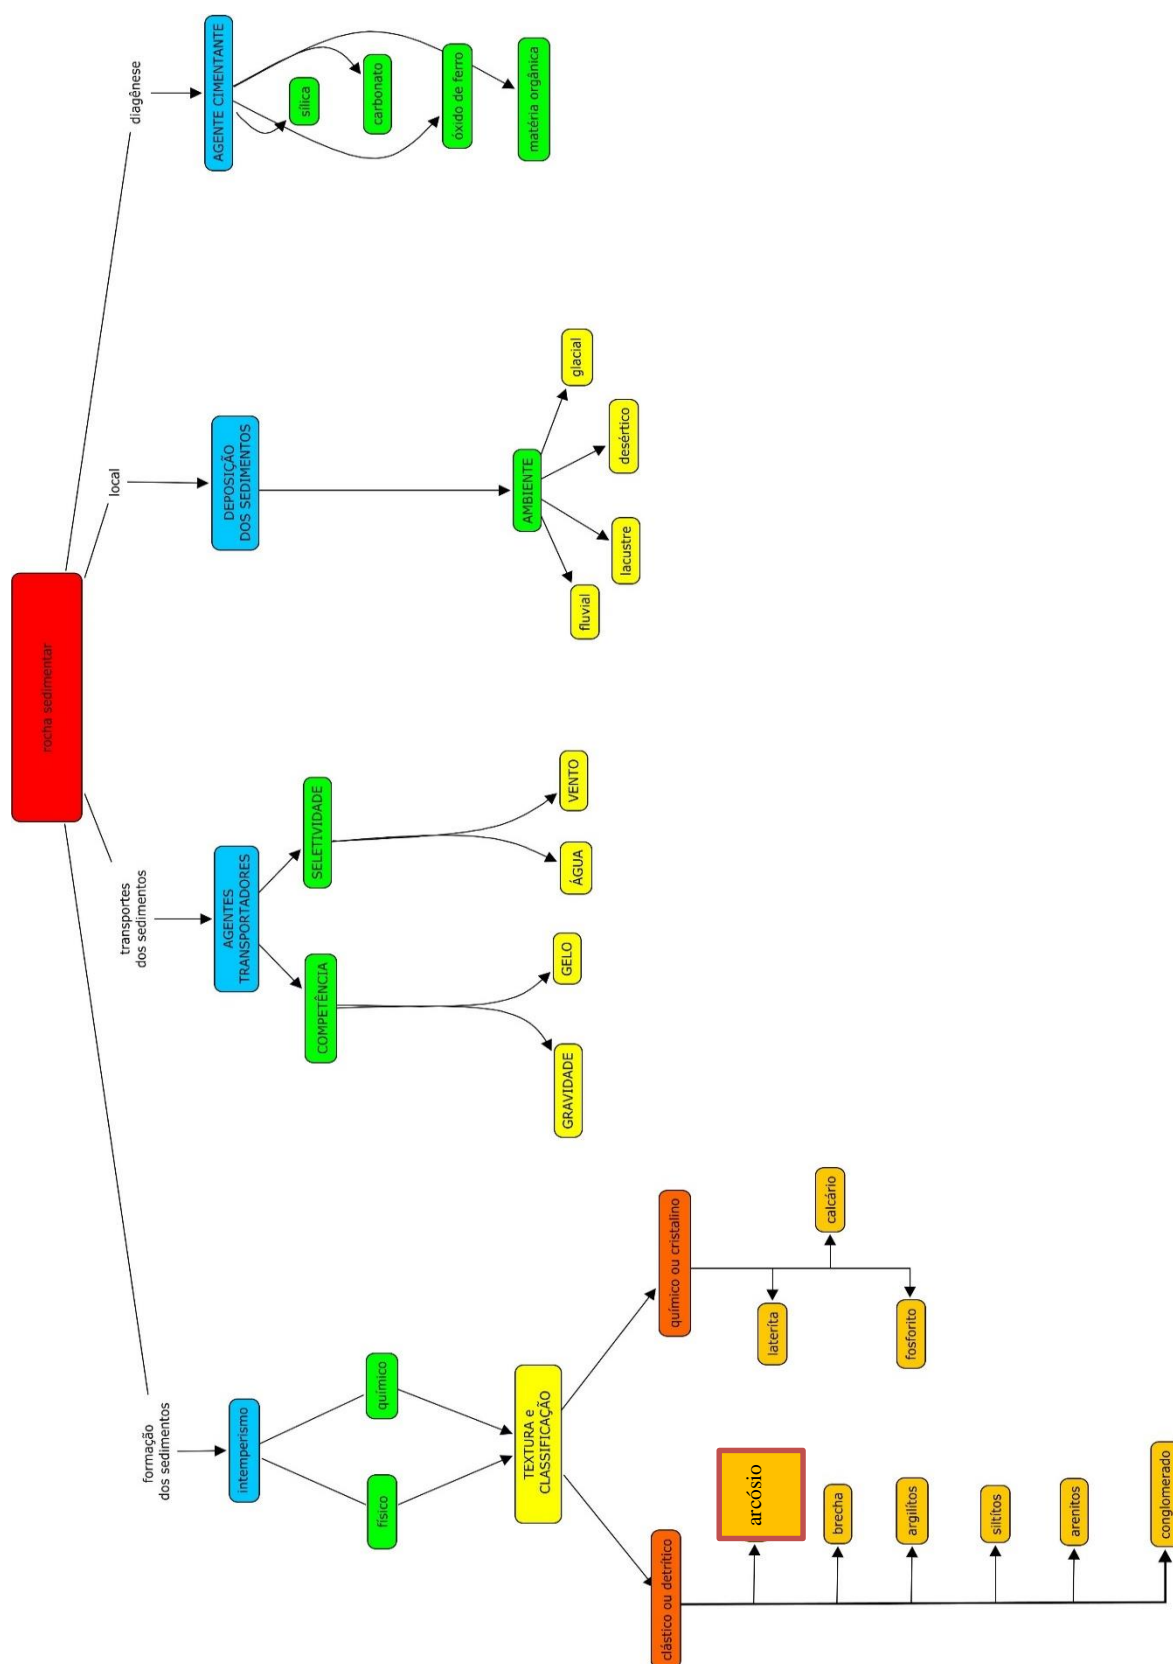 rocha sedimentar
formação
dos sedimentos
transportes
dos sedimentos
local
diagênese
intemperismo
AGENTES
TRANSPORTADORES
DEPOSIÇÃO
DOS SEDIMENTOS
AGENTE CIMENTANTE
físico
químico
COMPETÊNCIA
SELETIVIDADE
sílica
carbonato
óxido de ferro
matéria orgânica
TEXTURA e
CLASSIFICAÇÃO
GRAVIDADE
GELO
ÁGUA
VENTO
AMBIENTE
fluvial
lacustre
desértico
glacial
clástico ou detrítico
químico ou cristalino
arcósio
brecha
argilitos
siltitos
arenitos
conglomerado
laterita
calcário
fosforito